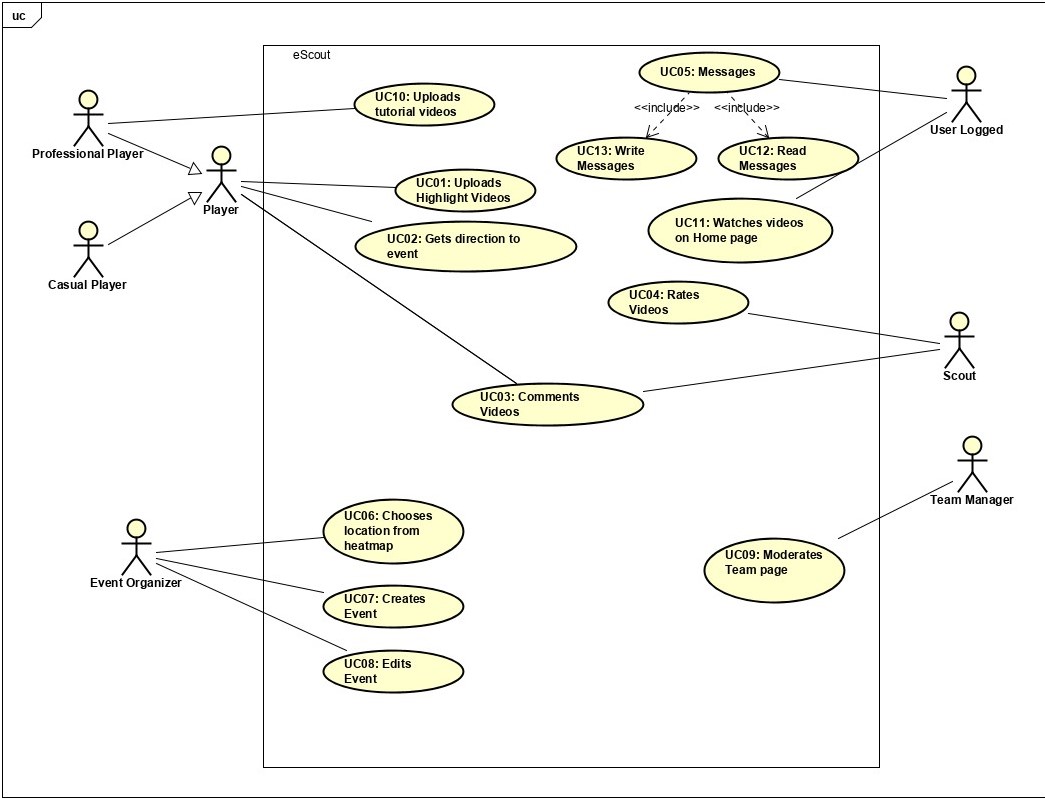 uc
eScout
UC05: Messages
<<include>>
<<include>>
UC10: Uploads
tutorial videos
Professional Player
User Logged
UC13: Write
Messages
UC12: Read
Messages
UC01: Uploads
Highlight Videos
Player
UC11: Watches videos
on Home page
UC02: Gets direction to
event
Casual Player
UC04: Rates
Videos
Scout
UC03: Comments
Videos
Team Manager
UC06: Chooses
location from
heatmap
Event Organizer
UC09: Moderates
Team page
UC07: Creates
Event
UC08: Edits
Event